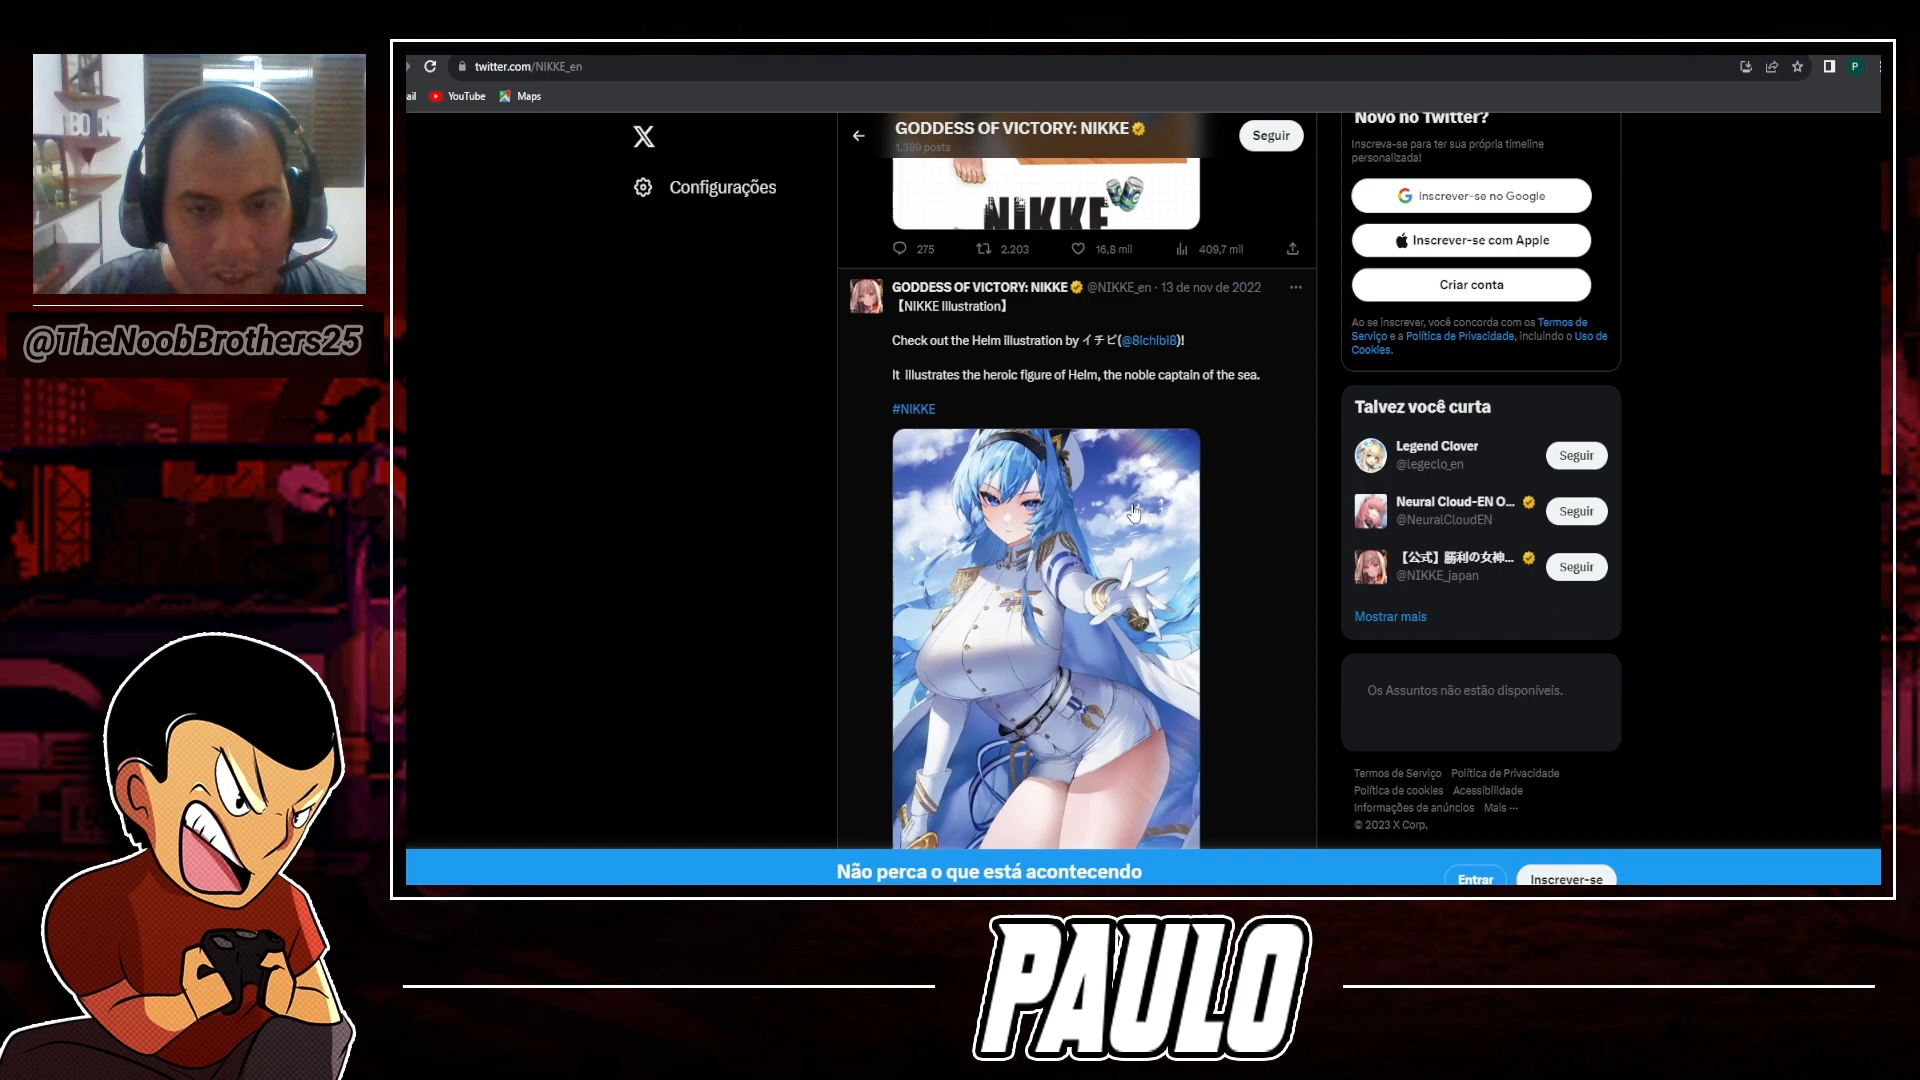 twitter.com/NIKKE_en
ail YouTube Maps
@TheNoobBrothers25
Configurações
GODDESS OF VICTORY: NIKKE
1.399 posts
Seguir
NIKKE
275 2.203 16,8 mil 409,7 mil
GODDESS OF VICTORY: NIKKE @NIKKE_en · 13 de nov de 2022
【NIKKE Illustration】
Check out the Helm illustration by イチビ(@8ichibi8)!
It illustrates the heroic figure of Helm, the noble captain of the sea.
#NIKKE
Novo no Twitter?
Inscreva-se para ter sua própria timeline
personalizada!
Inscrever-se no Google
Inscrever-se com Apple
Criar conta
Ao se inscrever, você concorda com os Termos de
Serviço e a Política de Privacidade, incluindo o Uso de
Cookies.
Talvez você curta
Legend Clover
@legeclo_en
Seguir
Neural Cloud-EN O...
@NeuralCloudEN
Seguir
【公式】勝利の女神...
@NIKKE_japan
Seguir
Mostrar mais
Os Assuntos não estão disponíveis.
Termos de Serviço Política de Privacidade
Política de cookies Acessibilidade
Informações de anúncios Mais ···
© 2023 X Corp.
Não perca o que está acontecendo
Entrar
Inscrever-se
PAULO